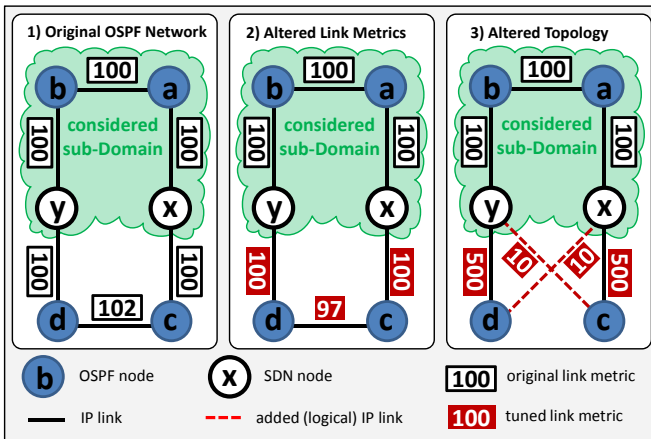 1) Original OSPF Network
2) Altered Link Metrics
3) Altered Topology
100
b
a
considered
sub-Domain
100
100
y
x
100
100
102
d
c
100
b
a
considered
sub-Domain
100
100
y
x
100
100
97
d
c
100
b
a
considered
sub-Domain
100
100
y
x
500
10
10
500
d
c
b
OSPF node
x
SDN node
100
original link metric
IP link
added (logical) IP link
100
tuned link metric